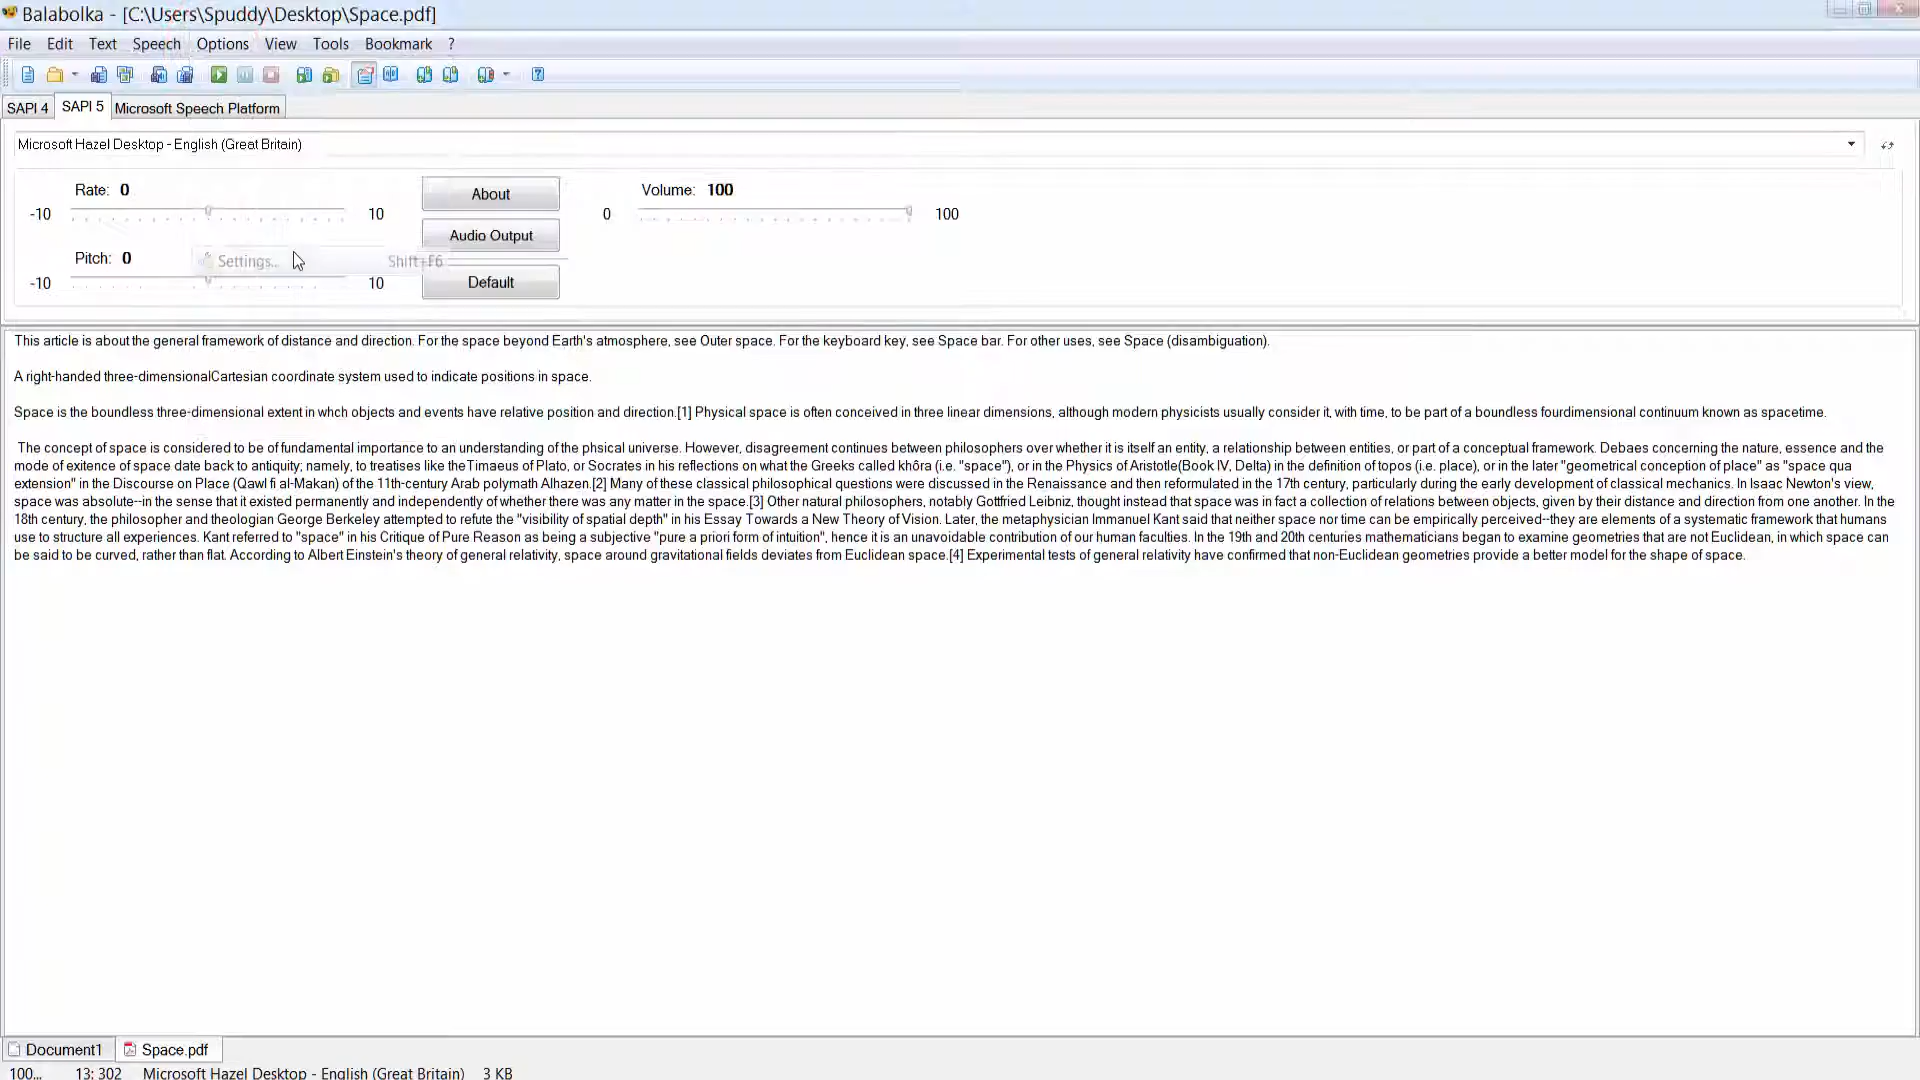 Balabolka - [C:\Users\Spuddy\Desktop\Space.pdf]
File Edit Text Speech Options View Tools Bookmark ?
SAPI 4 SAPI 5 Microsoft Speech Platform
Microsoft Hazel Desktop - English (Great Britain)
Rate: 0 About Volume: 100
-10 10 0 100
Audio Output
Pitch: 0 Settings... Shift+F6
-10 10 Default
This article is about the general framework of distance and direction. For the space beyond Earth's atmosphere, see Outer space. For the keyboard key, see Space bar. For other uses, see Space (disambiguation).
A right-handed three-dimensionalCartesian coordinate system used to indicate positions in space.
Space is the boundless three-dimensional extent in whch objects and events have relative position and direction.[1] Physical space is often conceived in three linear dimensions, although modern physicists usually consider it, with time, to be part of a boundless fourdimensional continuum known as spacetime.
The concept of space is considered to be of fundamental importance to an understanding of the phsical universe. However, disagreement continues between philosophers over whether it is itself an entity, a relationship between entities, or part of a conceptual framework. Debaes concerning the nature, essence and the
mode of exitence of space date back to antiquity; namely, to treatises like theTimaeus of Plato, or Socrates in his reflections on what the Greeks called khôra (i.e. "space"), or in the Physics of Aristotle(Book IV, Delta) in the definition of topos (i.e. place), or in the later "geometrical conception of place" as "space qua
extension" in the Discourse on Place (Qawl fi al-Makan) of the 11th-century Arab polymath Alhazen.[2] Many of these classical philosophical questions were discussed in the Renaissance and then reformulated in the 17th century, particularly during the early development of classical mechanics. In Isaac Newton's view,
space was absolute--in the sense that it existed permanently and independently of whether there was any matter in the space.[3] Other natural philosophers, notably Gottfried Leibniz, thought instead that space was in fact a collection of relations between objects, given by their distance and direction from one another. In the
18th century, the philosopher and theologian George Berkeley attempted to refute the "visibility of spatial depth" in his Essay Towards a New Theory of Vision. Later, the metaphysician Immanuel Kant said that neither space nor time can be empirically perceived--they are elements of a systematic framework that humans
use to structure all experiences. Kant referred to "space" in his Critique of Pure Reason as being a subjective "pure a priori form of intuition", hence it is an unavoidable contribution of our human faculties. In the 19th and 20th centuries mathematicians began to examine geometries that are not Euclidean, in which space can
be said to be curved, rather than flat. According to Albert Einstein's theory of general relativity, space around gravitational fields deviates from Euclidean space.[4] Experimental tests of general relativity have confirmed that non-Euclidean geometries provide a better model for the shape of space.
Document1 Space.pdf
100... 13: 302 Microsoft Hazel Desktop - English (Great Britain) 3 KB